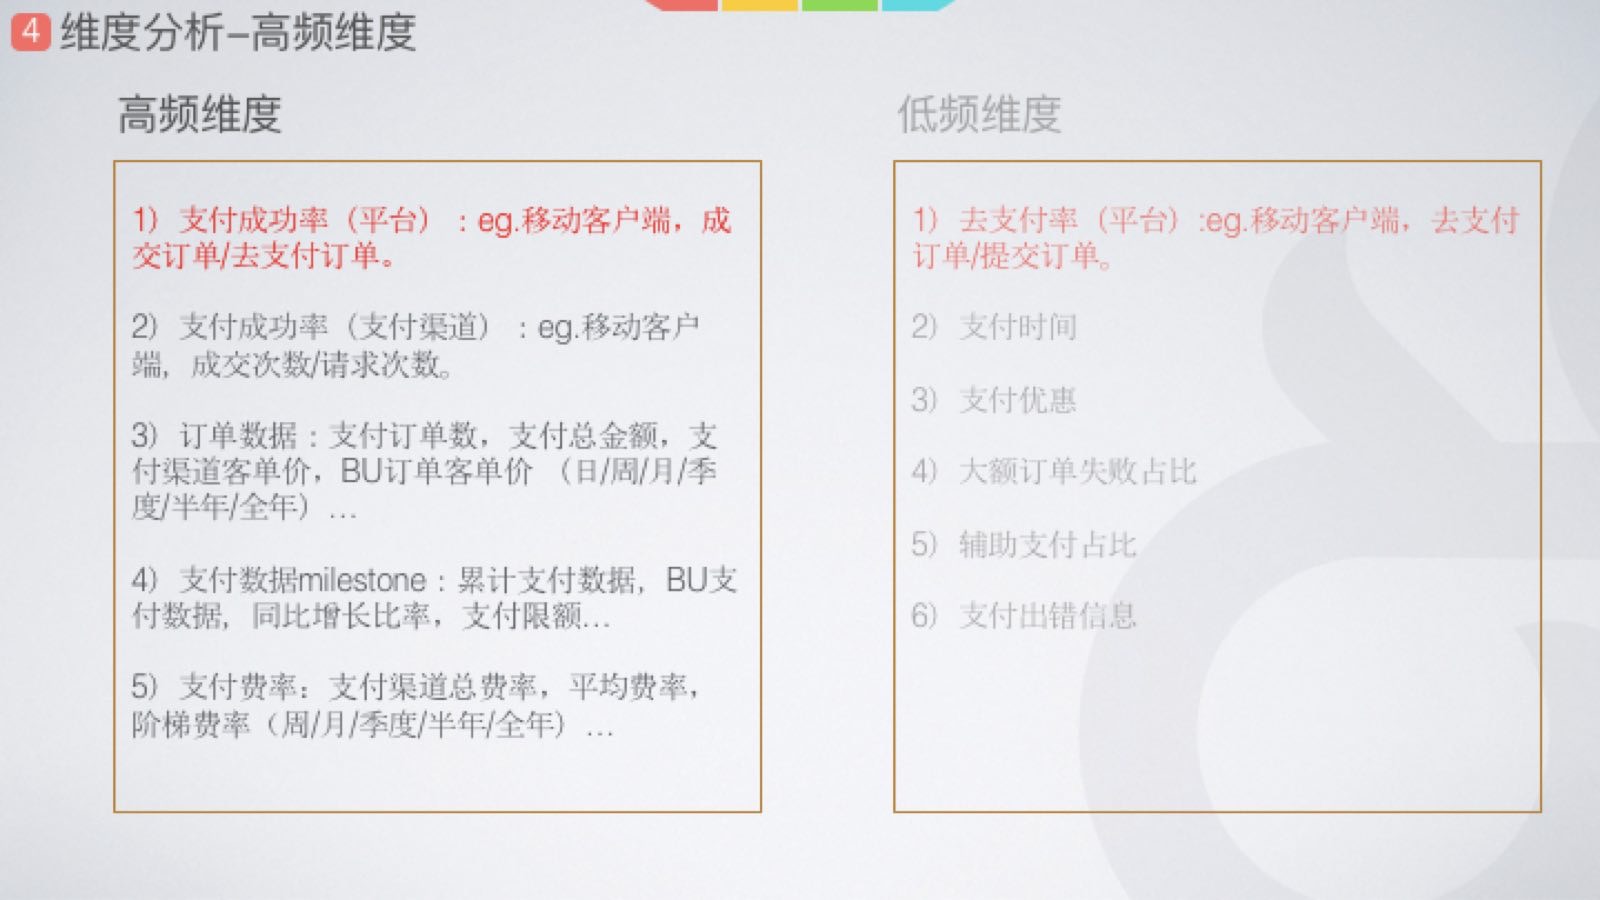 4 维度分析–高频维度
高频维度
1）支付成功率（平台）：eg.移动客户端，成
交订单/去支付订单。
2）支付成功率（支付渠道）：eg.移动客户
端，成交次数/请求次数。
3）订单数据：支付订单数，支付总金额，支
付渠道客单价，BU订单客单价 （日/周/月/季
度/半年/全年）...
4）支付数据milestone：累计支付数据，BU支
付数据，同比增长比率，支付限额...
5）支付费率：支付渠道总费率，平均费率，
阶梯费率（周/月/季度/半年/全年）...
低频维度
1）去支付率（平台）:eg.移动客户端，去支付
订单/提交订单。
2）支付时间
3）支付优惠
4）大额订单失败占比
5）辅助支付占比
6）支付出错信息